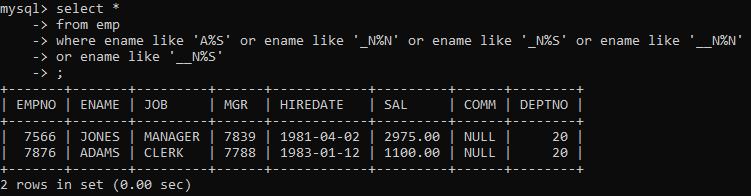 mysql> select *
    -> from emp
    -> where ename like 'A%S' or ename like '_N%N' or ename like '_N%S' or ename like '__N%N'
    -> or ename like '__N%S'
    -> ;
+-------+-------+---------+------+------------+---------+------+--------+
| EMPNO | ENAME | JOB     | MGR  | HIREDATE   | SAL     | COMM | DEPTNO |
+-------+-------+---------+------+------------+---------+------+--------+
|  7566 | JONES | MANAGER | 7839 | 1981-04-02 | 2975.00 | NULL |     20 |
|  7876 | ADAMS | CLERK   | 7788 | 1983-01-12 | 1100.00 | NULL |     20 |
+-------+-------+---------+------+------------+---------+------+--------+
2 rows in set (0.00 sec)